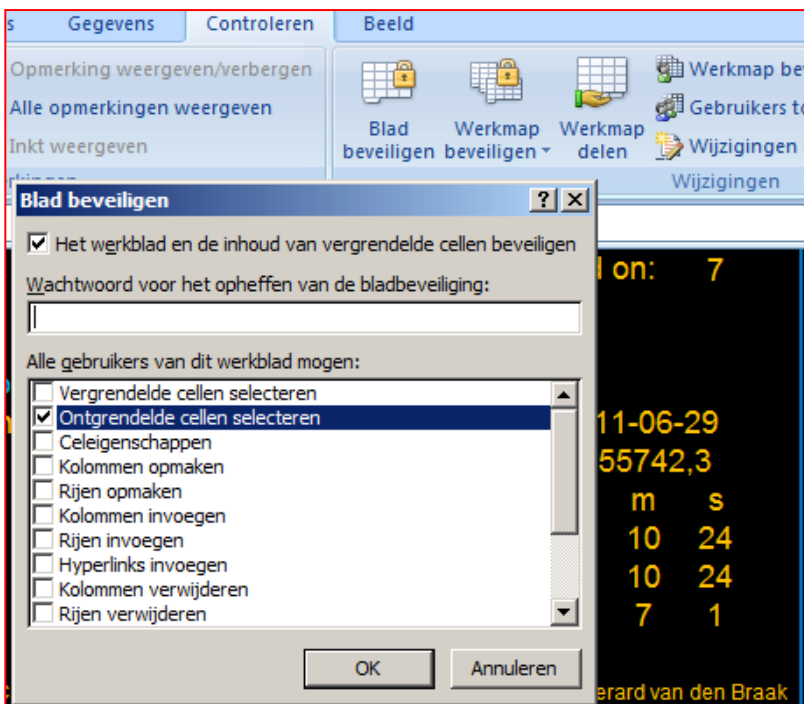 s Gegevens Controleren Beeld
Opmerking weergeven/verbergen
Alle opmerkingen weergeven
Inkt weergeven
Blad beveiligen
Werkmap beveiligen
Werkmap delen
Werkmap be
Gebruikers to
Wijzigingen
Wijzigingen
Blad beveiligen
Het werkblad en de inhoud van vergrendelde cellen beveiligen
Wachtwoord voor het opheffen van de bladbeveiliging:
Alle gebruikers van dit werkblad mogen:
Vergrendelde cellen selecteren
Ontgrendelde cellen selecteren
Celeigenschappen
Kolommen opmaken
Rijen opmaken
Kolommen invoegen
Rijen invoegen
Hyperlinks invoegen
Kolommen verwijderen
Rijen verwijderen
OK Annuleren
on: 7
11-06-29
55742,3
m s
10 24
10 24
7 1
erard van den Braak